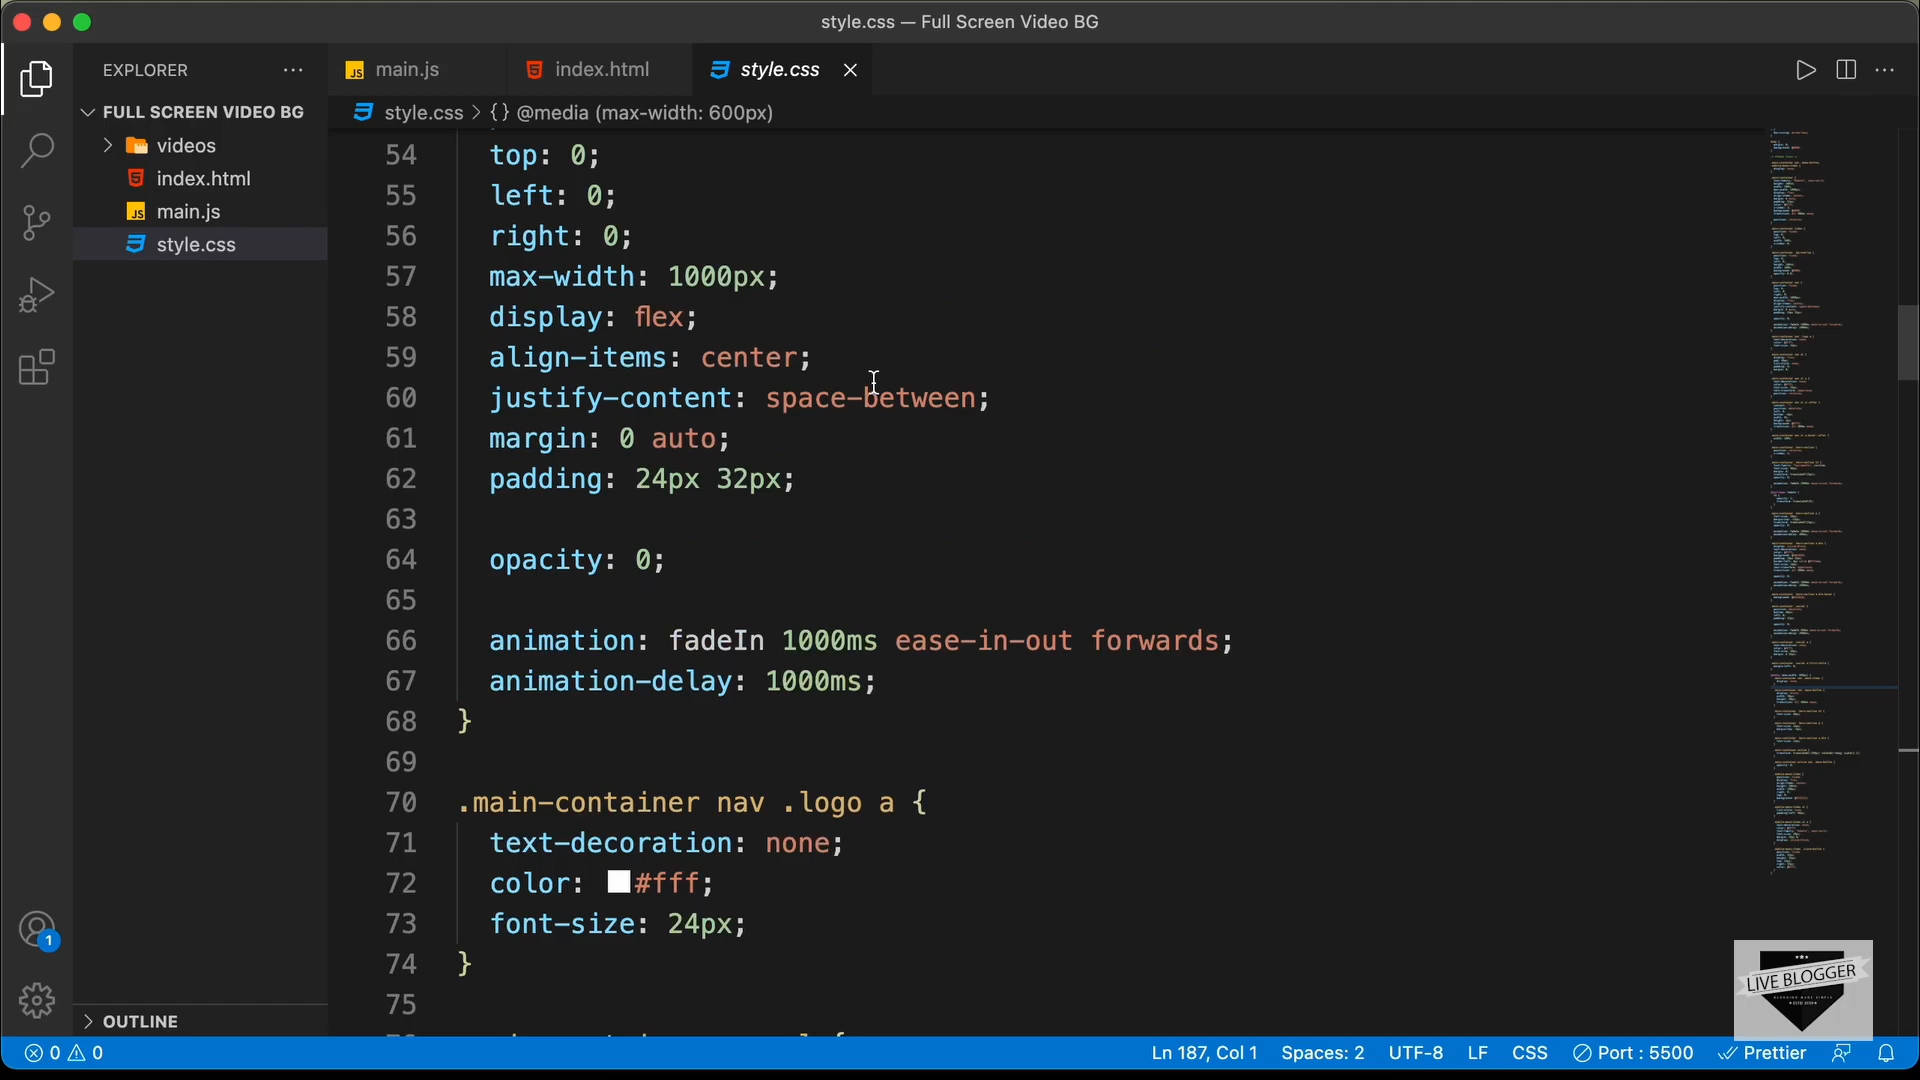 style.css — Full Screen Video BG
EXPLORER
main.js
index.html
style.css
FULL SCREEN VIDEO BG
style.css > {} @media (max-width: 600px)
videos
index.html
main.js
style.css
54 top: 0;
55 left: 0;
56 right: 0;
57 max-width: 1000px;
58 display: flex;
59 align-items: center;
60 justify-content: space-between;
61 margin: 0 auto;
62 padding: 24px 32px;
63
64 opacity: 0;
65
66 animation: fadeIn 1000ms ease-in-out forwards;
67 animation-delay: 1000ms;
68 }
69
70 .main-container nav .logo a {
71 text-decoration: none;
72 color: #fff;
73 font-size: 24px;
74 }
75
1
OUTLINE
LIVE BLOGGER
0 0
Ln 187, Col 1 Spaces: 2 UTF-8 LF CSS Port : 5500 Prettier